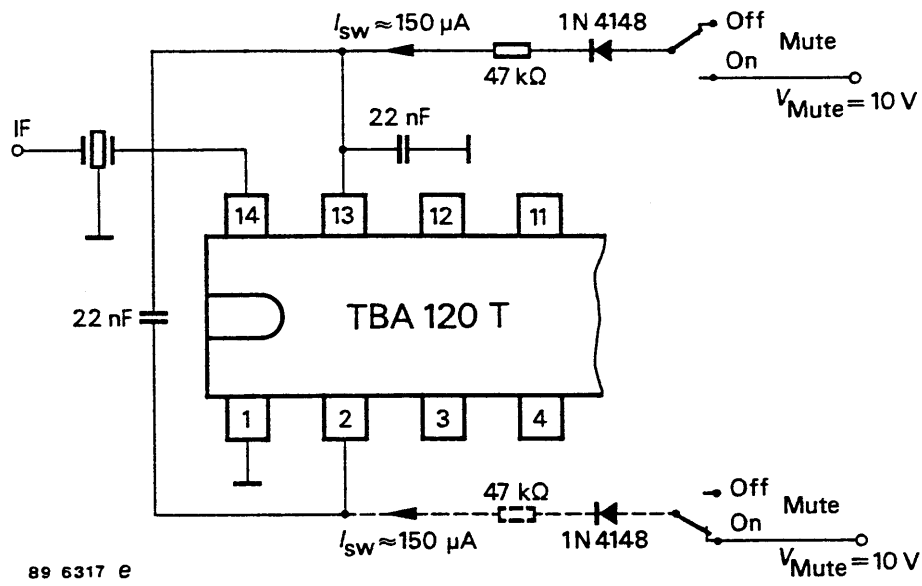 I_SW ≈ 150 µA
1N 4148
Off
Mute
47 kΩ
On
V_Mute = 10 V
IF
22 nF
14
13
12
11
22 nF
TBA 120 T
1
2
3
4
47 kΩ
Off
Mute
On
I_SW ≈ 150 µA
1N 4148
V_Mute = 10 V
89 6317 e